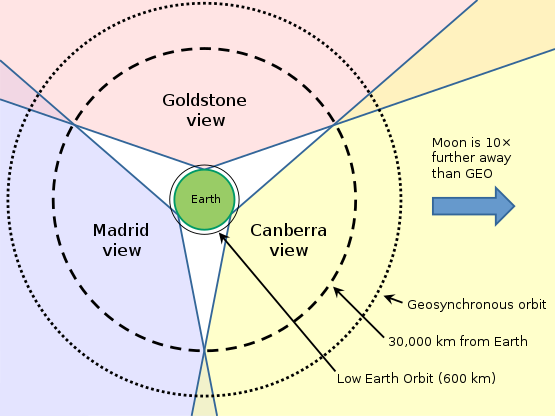 Goldstone
view
Moon is 10×
further away
than GEO
Earth
Madrid
view
Canberra
view
Geosynchronous orbit
30,000 km from Earth
Low Earth Orbit (600 km)